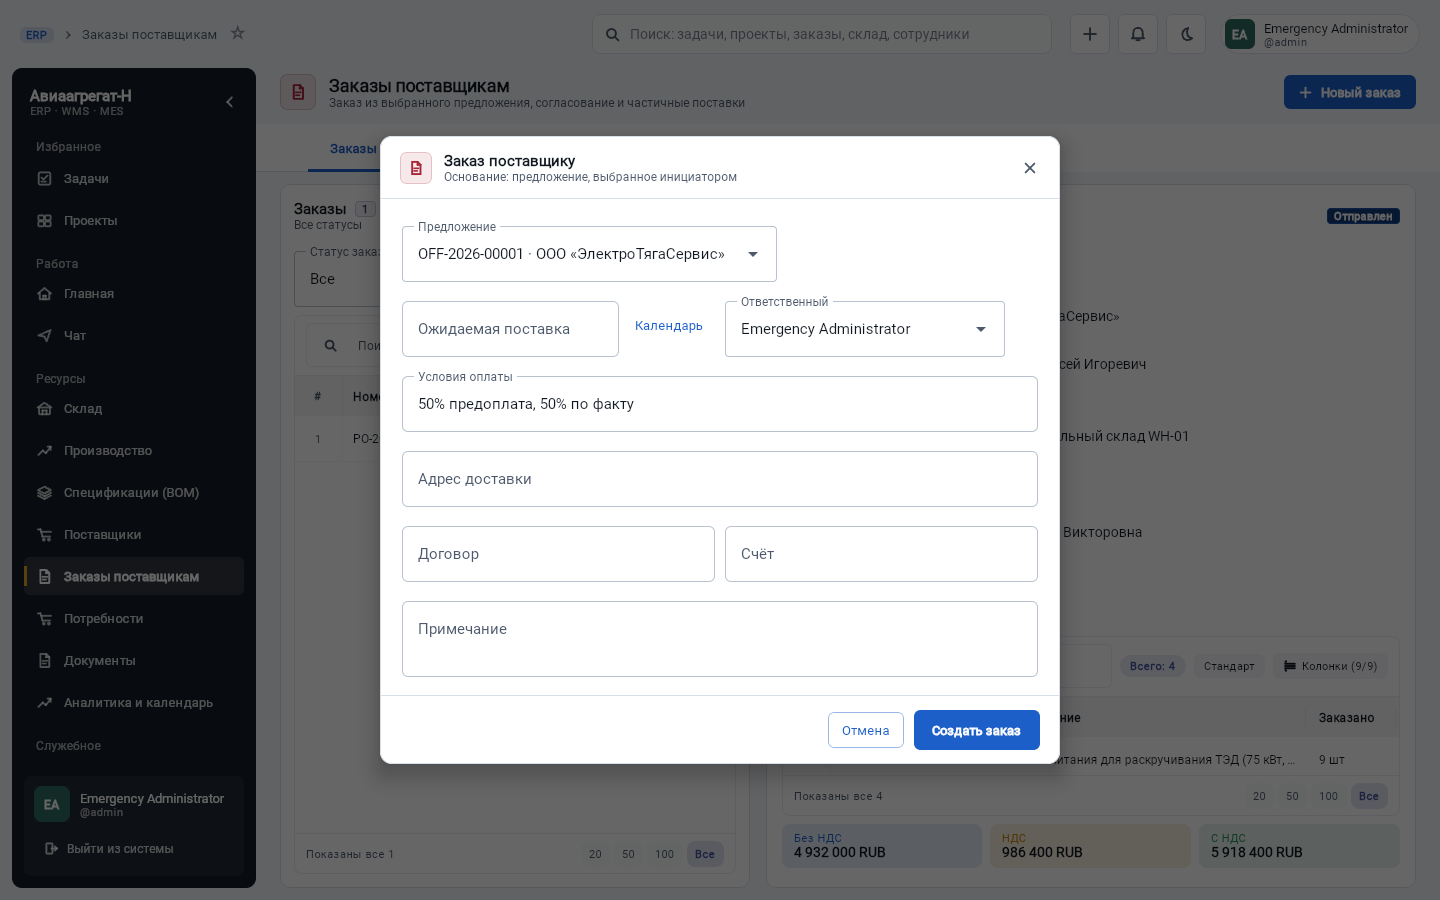 ERP
Заказы поставщикам
Поиск: задачи, проекты, заказы, склад, сотрудники
EA
Emergency Administrator
@admin
Авиаагрегат-Н
ERP · WMS · MES
Избранное
Задачи
Проекты
Работа
Главная
Чат
Ресурсы
Склад
Производство
Спецификации (BOM)
Поставщики
Заказы поставщикам
Потребности
Документы
Аналитика и календарь
Служебное
EA
Emergency Administrator
@admin
Выйти из системы
Заказы поставщикам
Заказ из выбранного предложения, согласование и частичные поставки
Новый заказ
Заказы
Заказы 1
Все статусы
Статус
Все
# 
1 PO-2
Показаны все 1
20 50 100 Все
Заказ поставщику
Основание: предложение, выбранное инициатором
Предложение
OFF-2026-00001 · ООО «ЭлектроТягаСервис»
Ожидаемая поставка
Календарь
Ответственный
Emergency Administrator
Условия оплаты
50% предоплата, 50% по факту
Адрес доставки
Договор
Счёт
Примечание
Отмена
Создать заказ
Отправлен
Игоревич
склад WH-01
Викторовна
Всего: 4
Стандарт
Колонки (9/9)
Заказано
для раскручивания ТЭД (75 кВт, ...
9 шт
Показаны все 4
20 50 100 Все
Без НДС
4 932 000 RUB
НДС
986 400 RUB
С НДС
5 918 400 RUB